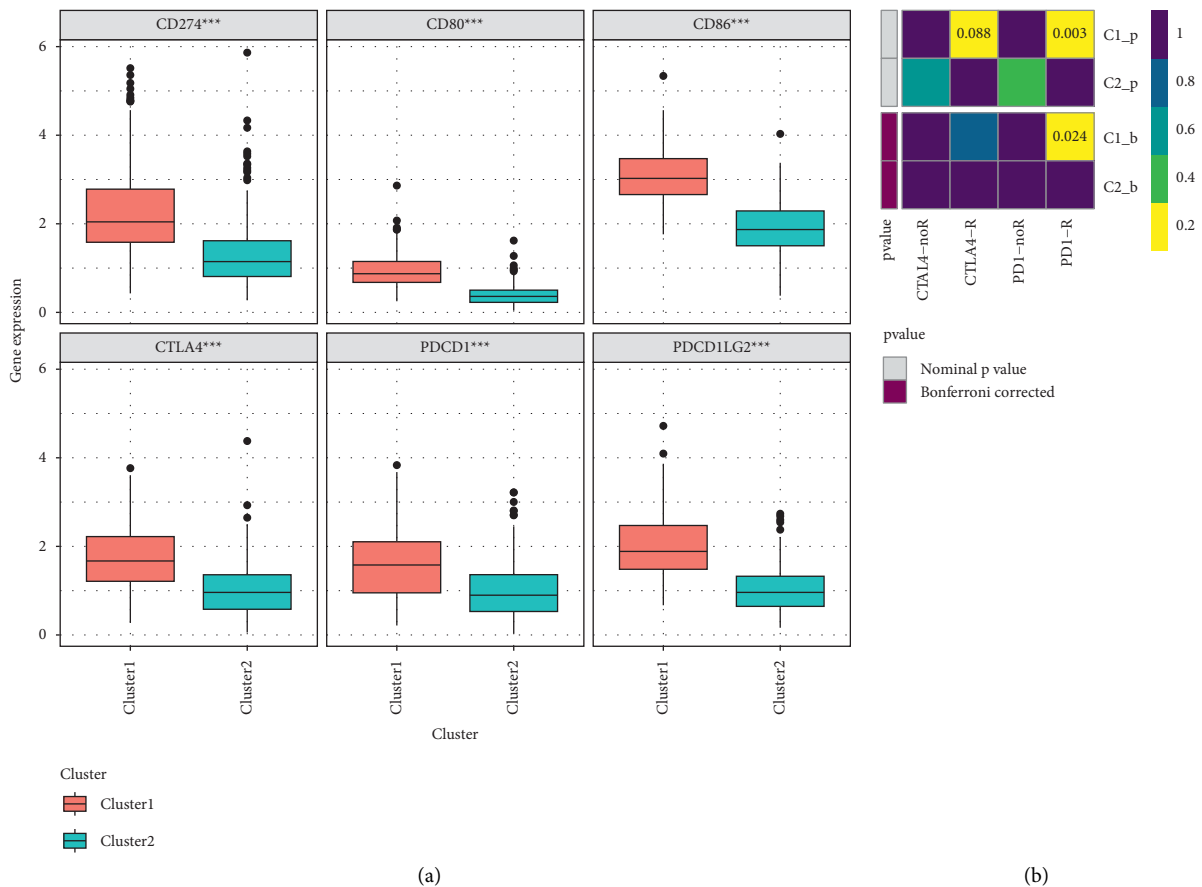 CD274***
CD80***
CD86***
6
4
2
0
CTLA4***
PDCD1***
PDCD1LG2***
6
4
2
0
Gene expression
Cluster1
Cluster2
Cluster1
Cluster2
Cluster1
Cluster2
Cluster
Cluster
Cluster1
Cluster2
(a)
0.088
0.003
C1_p
C2_p
0.024
C1_b
C2_b
pvalue
CTAL4−noR
CTLA4−R
PD1−noR
PD1−R
1
0.8
0.6
0.4
0.2
pvalue
Nominal p value
Bonferroni corrected
(b)